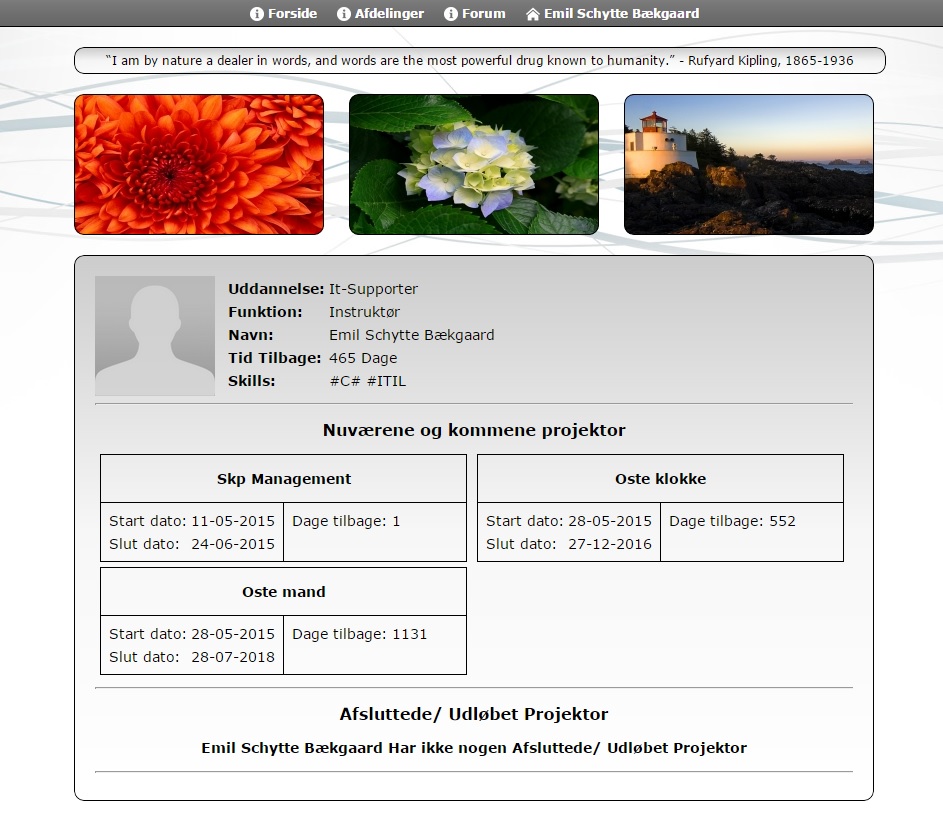 Forside Afdelinger Forum Emil Schytte Bækgaard
“I am by nature a dealer in words, and words are the most powerful drug known to humanity.” - Rufyard Kipling, 1865-1936
Uddannelse: It-Supporter
Funktion: Instruktør
Navn: Emil Schytte Bækgaard
Tid Tilbage: 465 Dage
Skills: #C# #ITIL
Nuværene og kommene projektor
Skp Management
Start dato: 11-05-2015 Dage tilbage: 1
Slut dato: 24-06-2015
Oste klokke
Start dato: 28-05-2015 Dage tilbage: 552
Slut dato: 27-12-2016
Oste mand
Start dato: 28-05-2015 Dage tilbage: 1131
Slut dato: 28-07-2018
Afsluttede/ Udløbet Projektor
Emil Schytte Bækgaard Har ikke nogen Afsluttede/ Udløbet Projektor